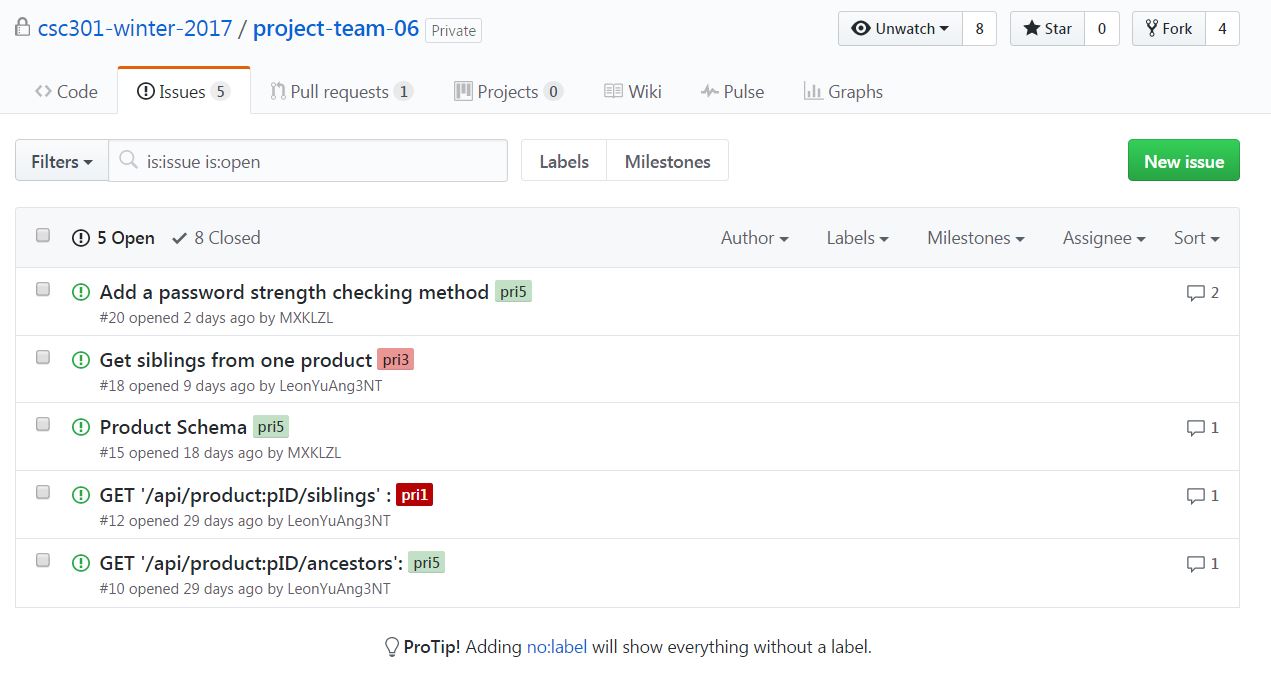 csc301-winter-2017 / project-team-06 Private Unwatch 8 Star 0 Fork 4
Code Issues 5 Pull requests 1 Projects 0 Wiki Pulse Graphs
Filters is:issue is:open Labels Milestones New issue
5 Open 8 Closed Author Labels Milestones Assignee Sort
Add a password strength checking method pri5 2
#20 opened 2 days ago by MXKLZL
Get siblings from one product pri3
#18 opened 9 days ago by LeonYuAng3NT
Product Schema pri5 1
#15 opened 18 days ago by MXKLZL
GET '/api/product:pID/siblings' : pri1 1
#12 opened 29 days ago by LeonYuAng3NT
GET '/api/product:pID/ancestors': pri5 1
#10 opened 29 days ago by LeonYuAng3NT
ProTip! Adding no:label will show everything without a label.